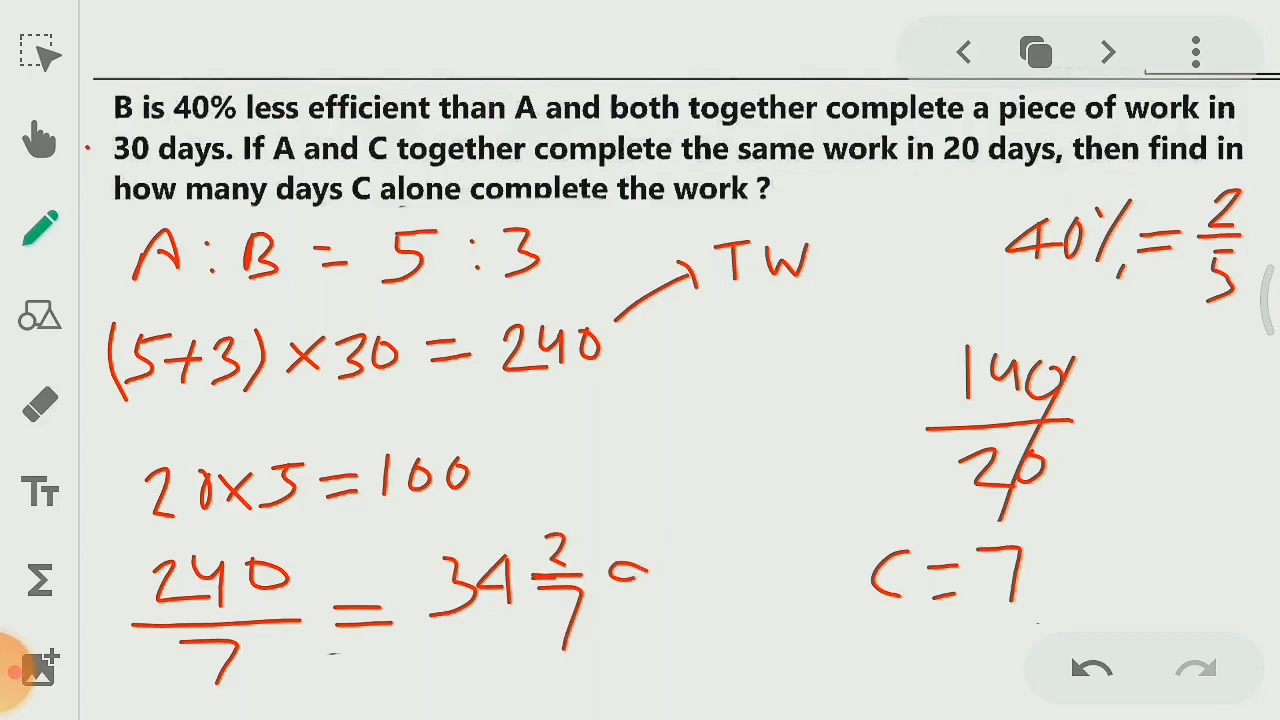 B is 40% less efficient than A and both together complete a piece of work in
30 days. If A and C together complete the same work in 20 days, then find in
how many days C alone complete the work ?
40% = 2/5
A : B = 5 : 3
TW
(5+3) × 30 = 240
140/20
20×5 = 100
C = 7
240/7 = 34 2/7
TT
Σ